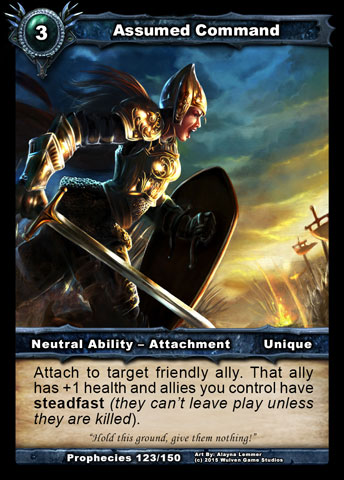 3
Assumed Command
Neutral Ability – Attachment Unique
Attach to target friendly ally. That ally
has +1 health and allies you control have
steadfast (they can't leave play unless
they are killed).
"Hold this ground, give them nothing!"
Prophecies 123/150
Art By: Alayna Lemmer
(c) 2015 Wulven Game Studios